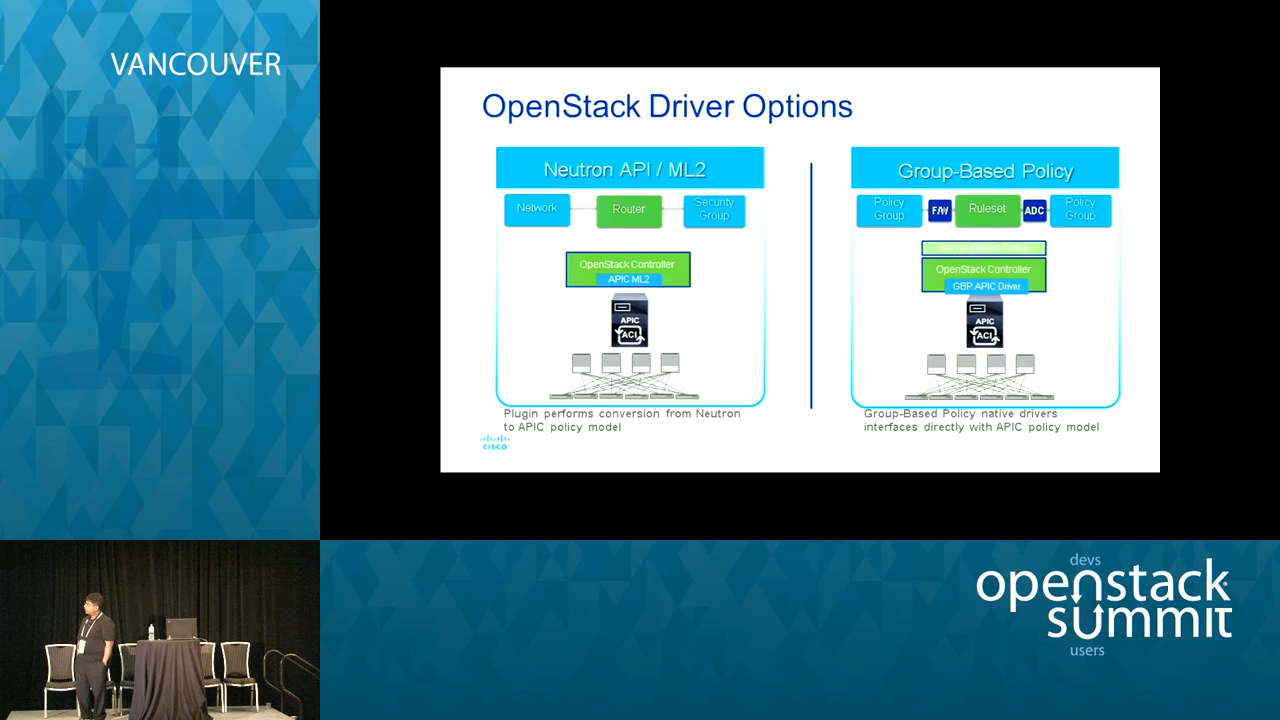 VANCOUVER
OpenStack Driver Options
Neutron API / ML2
Network
Router
Security
Group
OpenStack Controller
APIC ML2
APIC
ACI
Plugin performs conversion from Neutron
to APIC policy model
CISCO
Group-Based Policy
Policy
Group
F/W
Ruleset
ADC
Policy
Group
Group-Based Policy
OpenStack Controller
GBP APIC Driver
APIC
ACI
Group-Based Policy native drivers
interfaces directly with APIC policy model
devs
openstack
summit
users